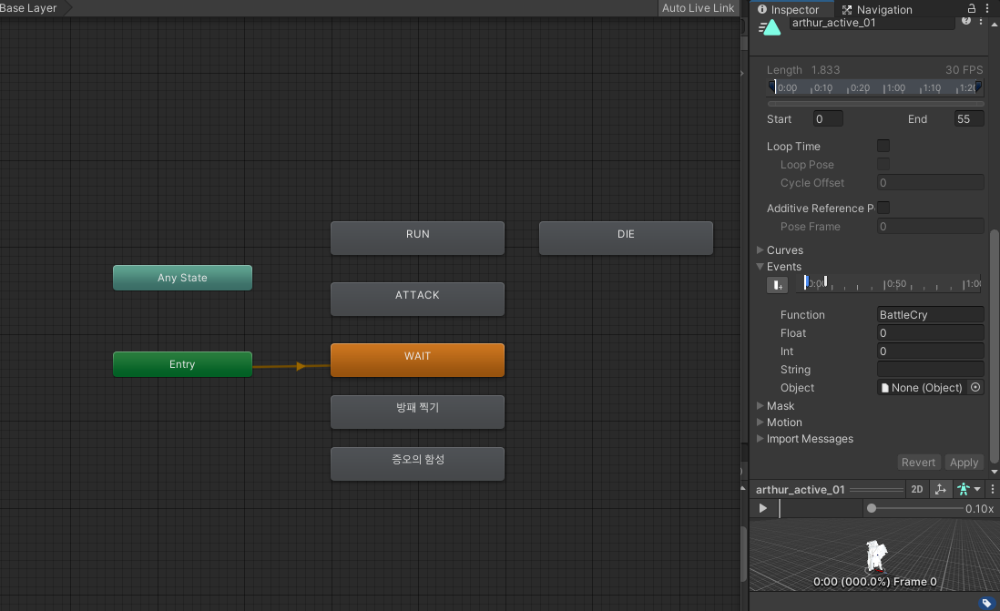 Base Layer
Auto Live Link
RUN
DIE
Any State
ATTACK
Entry
WAIT
방패 찍기
증오의 함성
Inspector
Navigation
arthur_active_01
Length 1.833
30 FPS
0:00 0:10 0:20 1:00 1:10 1:20
Start 0 End 55
Loop Time
Loop Pose
Cycle Offset 0
Additive Reference P
Pose Frame 0
Curves
Events
0:00 0:50 1:00
Function BattleCry
Float 0
Int 0
String
Object None (Object)
Mask
Motion
Import Messages
Revert Apply
arthur_active_01 2D
0.10x
0:00 (000.0%) Frame 0